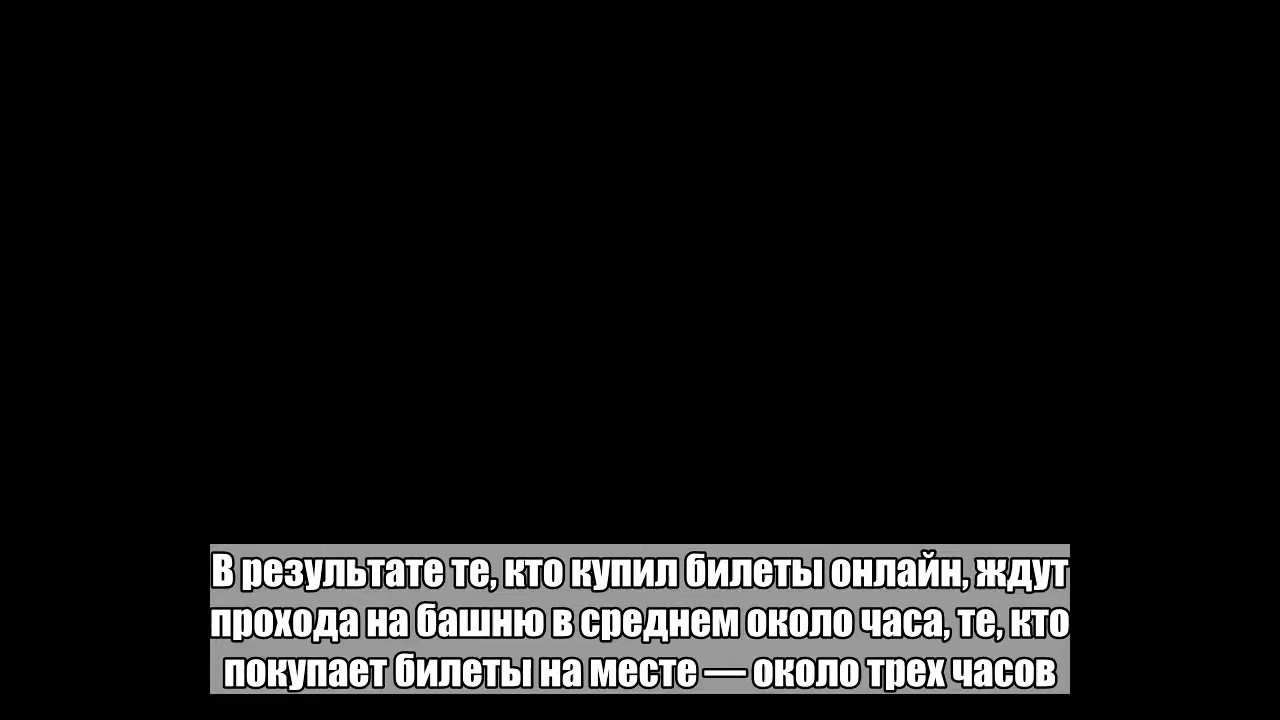 В результате те, кто купил билеты онлайн, ждут
прохода на башню в среднем около часа, те, кто
покупает билеты на месте — около трех часов